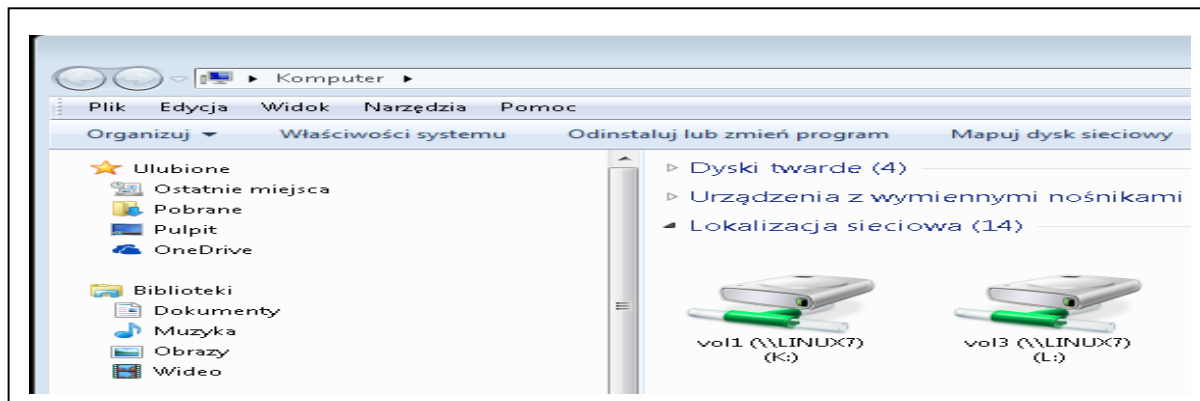 Komputer
Plik Edycja Widok Narzędzia Pomoc
Organizuj Właściwości systemu Odinstaluj lub zmień program Mapuj dysk sieciowy
Ulubione
Ostatnie miejsca
Pobrane
Pulpit
OneDrive
Biblioteki
Dokumenty
Muzyka
Obrazy
Wideo
Dyski twarde (4)
Urządzenia z wymiennymi nośnikami
Lokalizacja sieciowa (14)
vol1 (\\LINUX7)
(K:)
vol3 (\\LINUX7)
(L:)